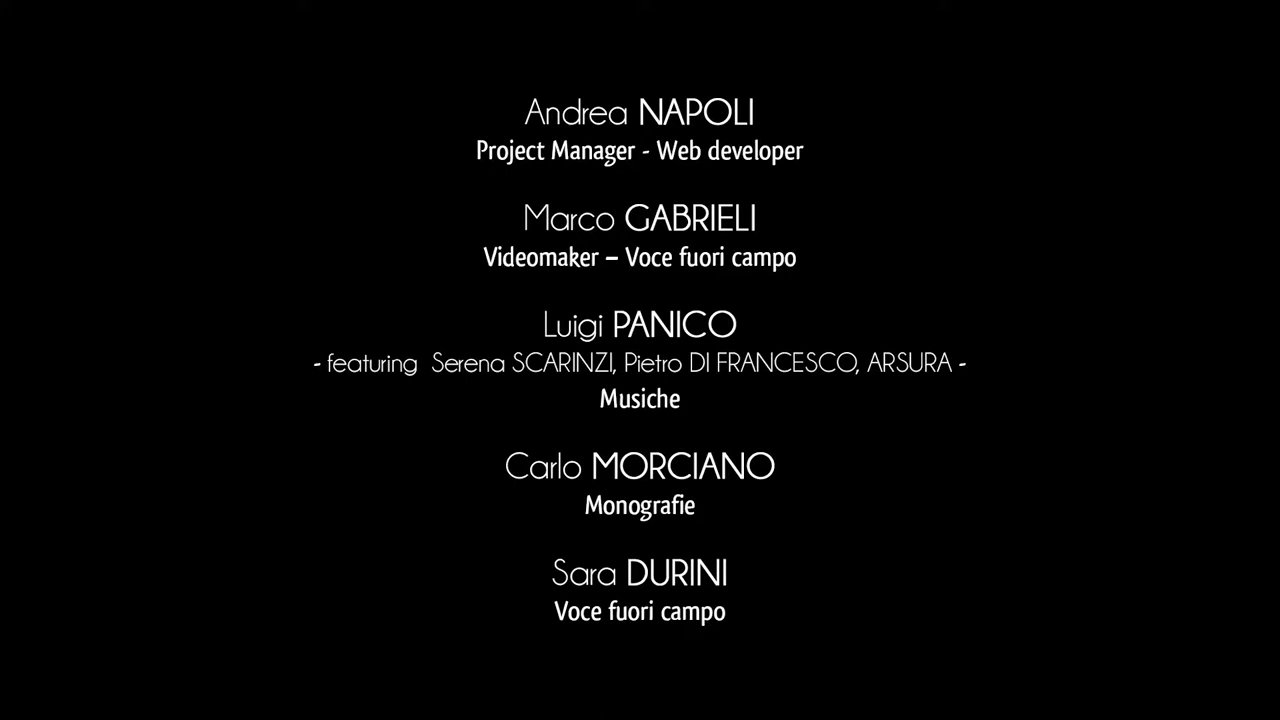 Andrea NAPOLI
Project Manager - Web developer
Marco GABRIELI
Videomaker – Voce fuori campo
Luigi PANICO
- featuring  Serena SCARINZI, Pietro DI FRANCESCO, ARSURA -
Musiche
Carlo MORCIANO
Monografie
Sara DURINI
Voce fuori campo